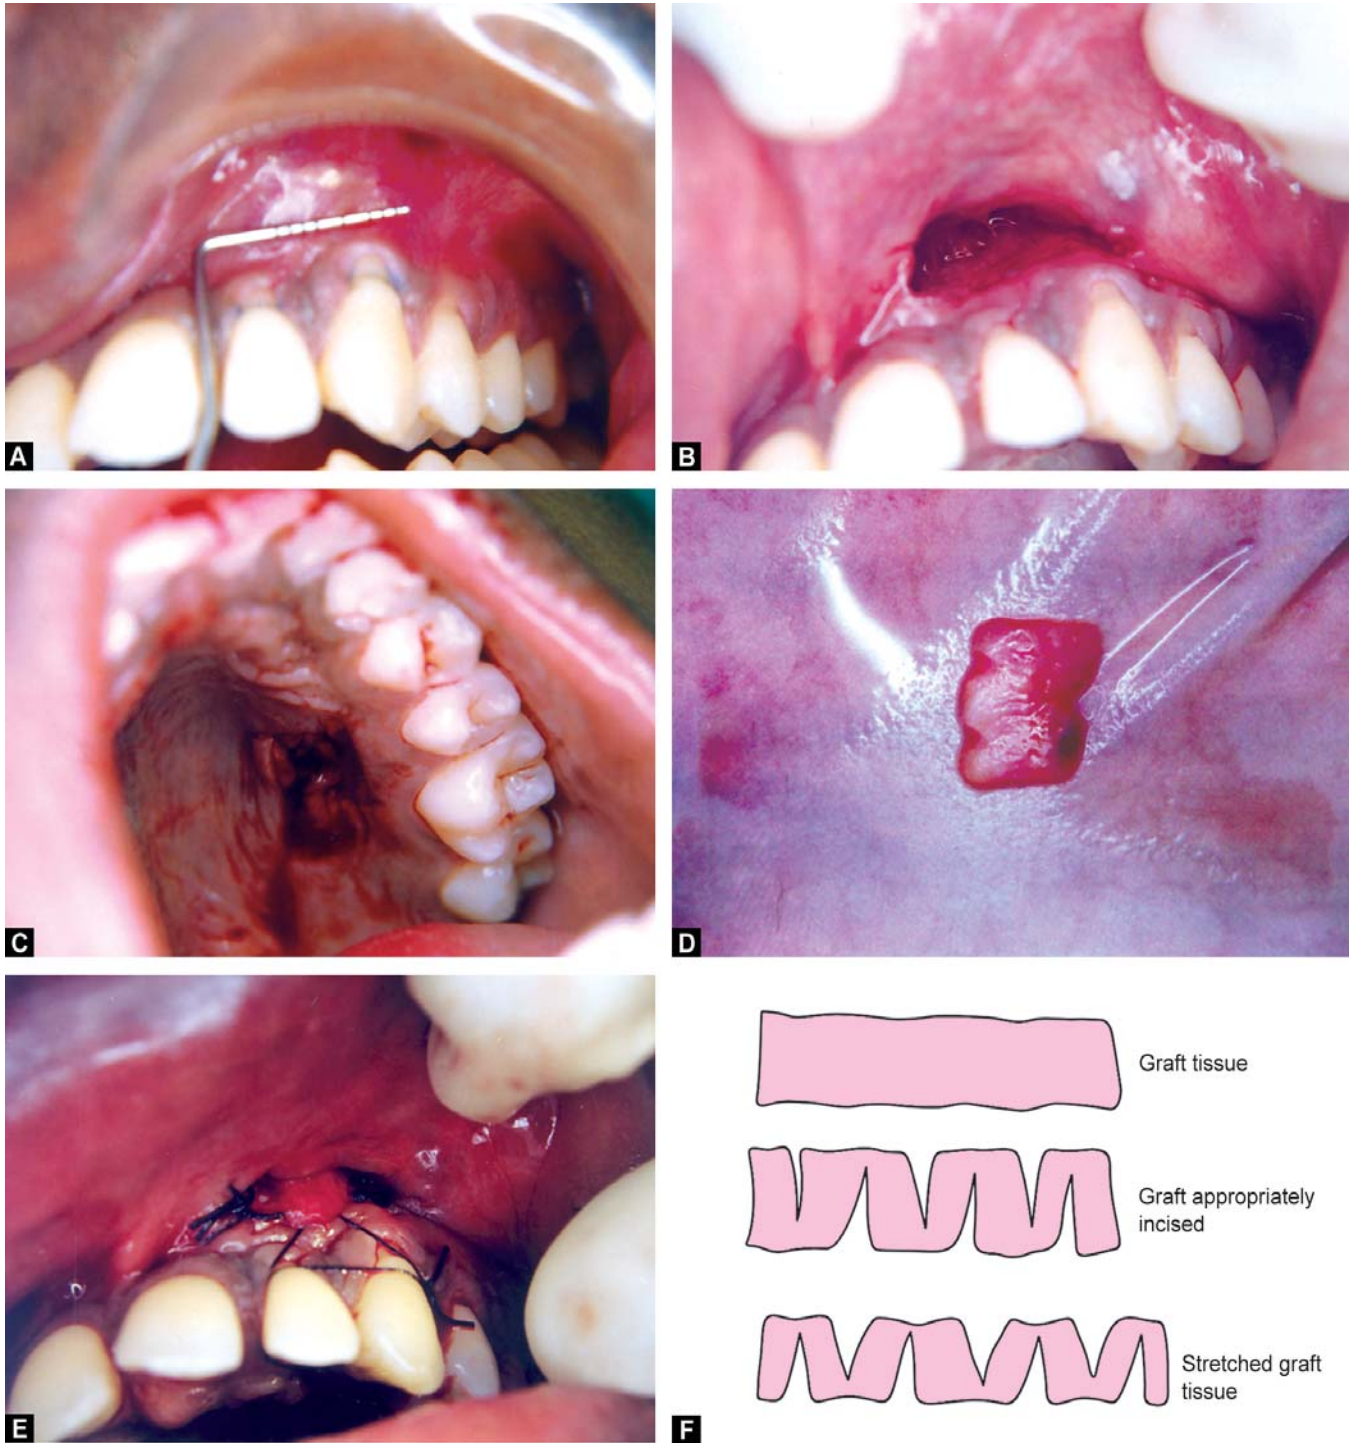 A
B
C
D
E
Graft tissue
Graft appropriately
incised
Stretched graft
tissue
F